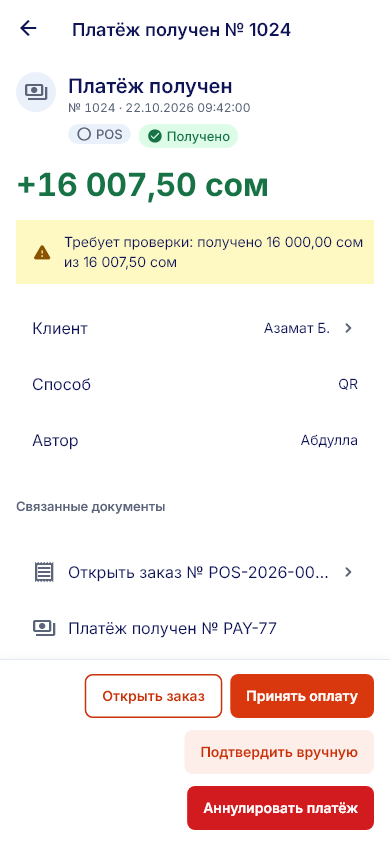 Платёж получен № 1024
Платёж получен
№ 1024 · 22.10.2026 09:42:00
POS
Получено
+16 007,50 сом
Требует проверки: получено 16 000,00 сом
из 16 007,50 сом
Клиент
Азамат Б.
Способ
QR
Автор
Абдулла
Связанные документы
Открыть заказ № POS-2026-00...
Платёж получен № PAY-77
Открыть заказ
Принять оплату
Подтвердить вручную
Аннулировать платёж